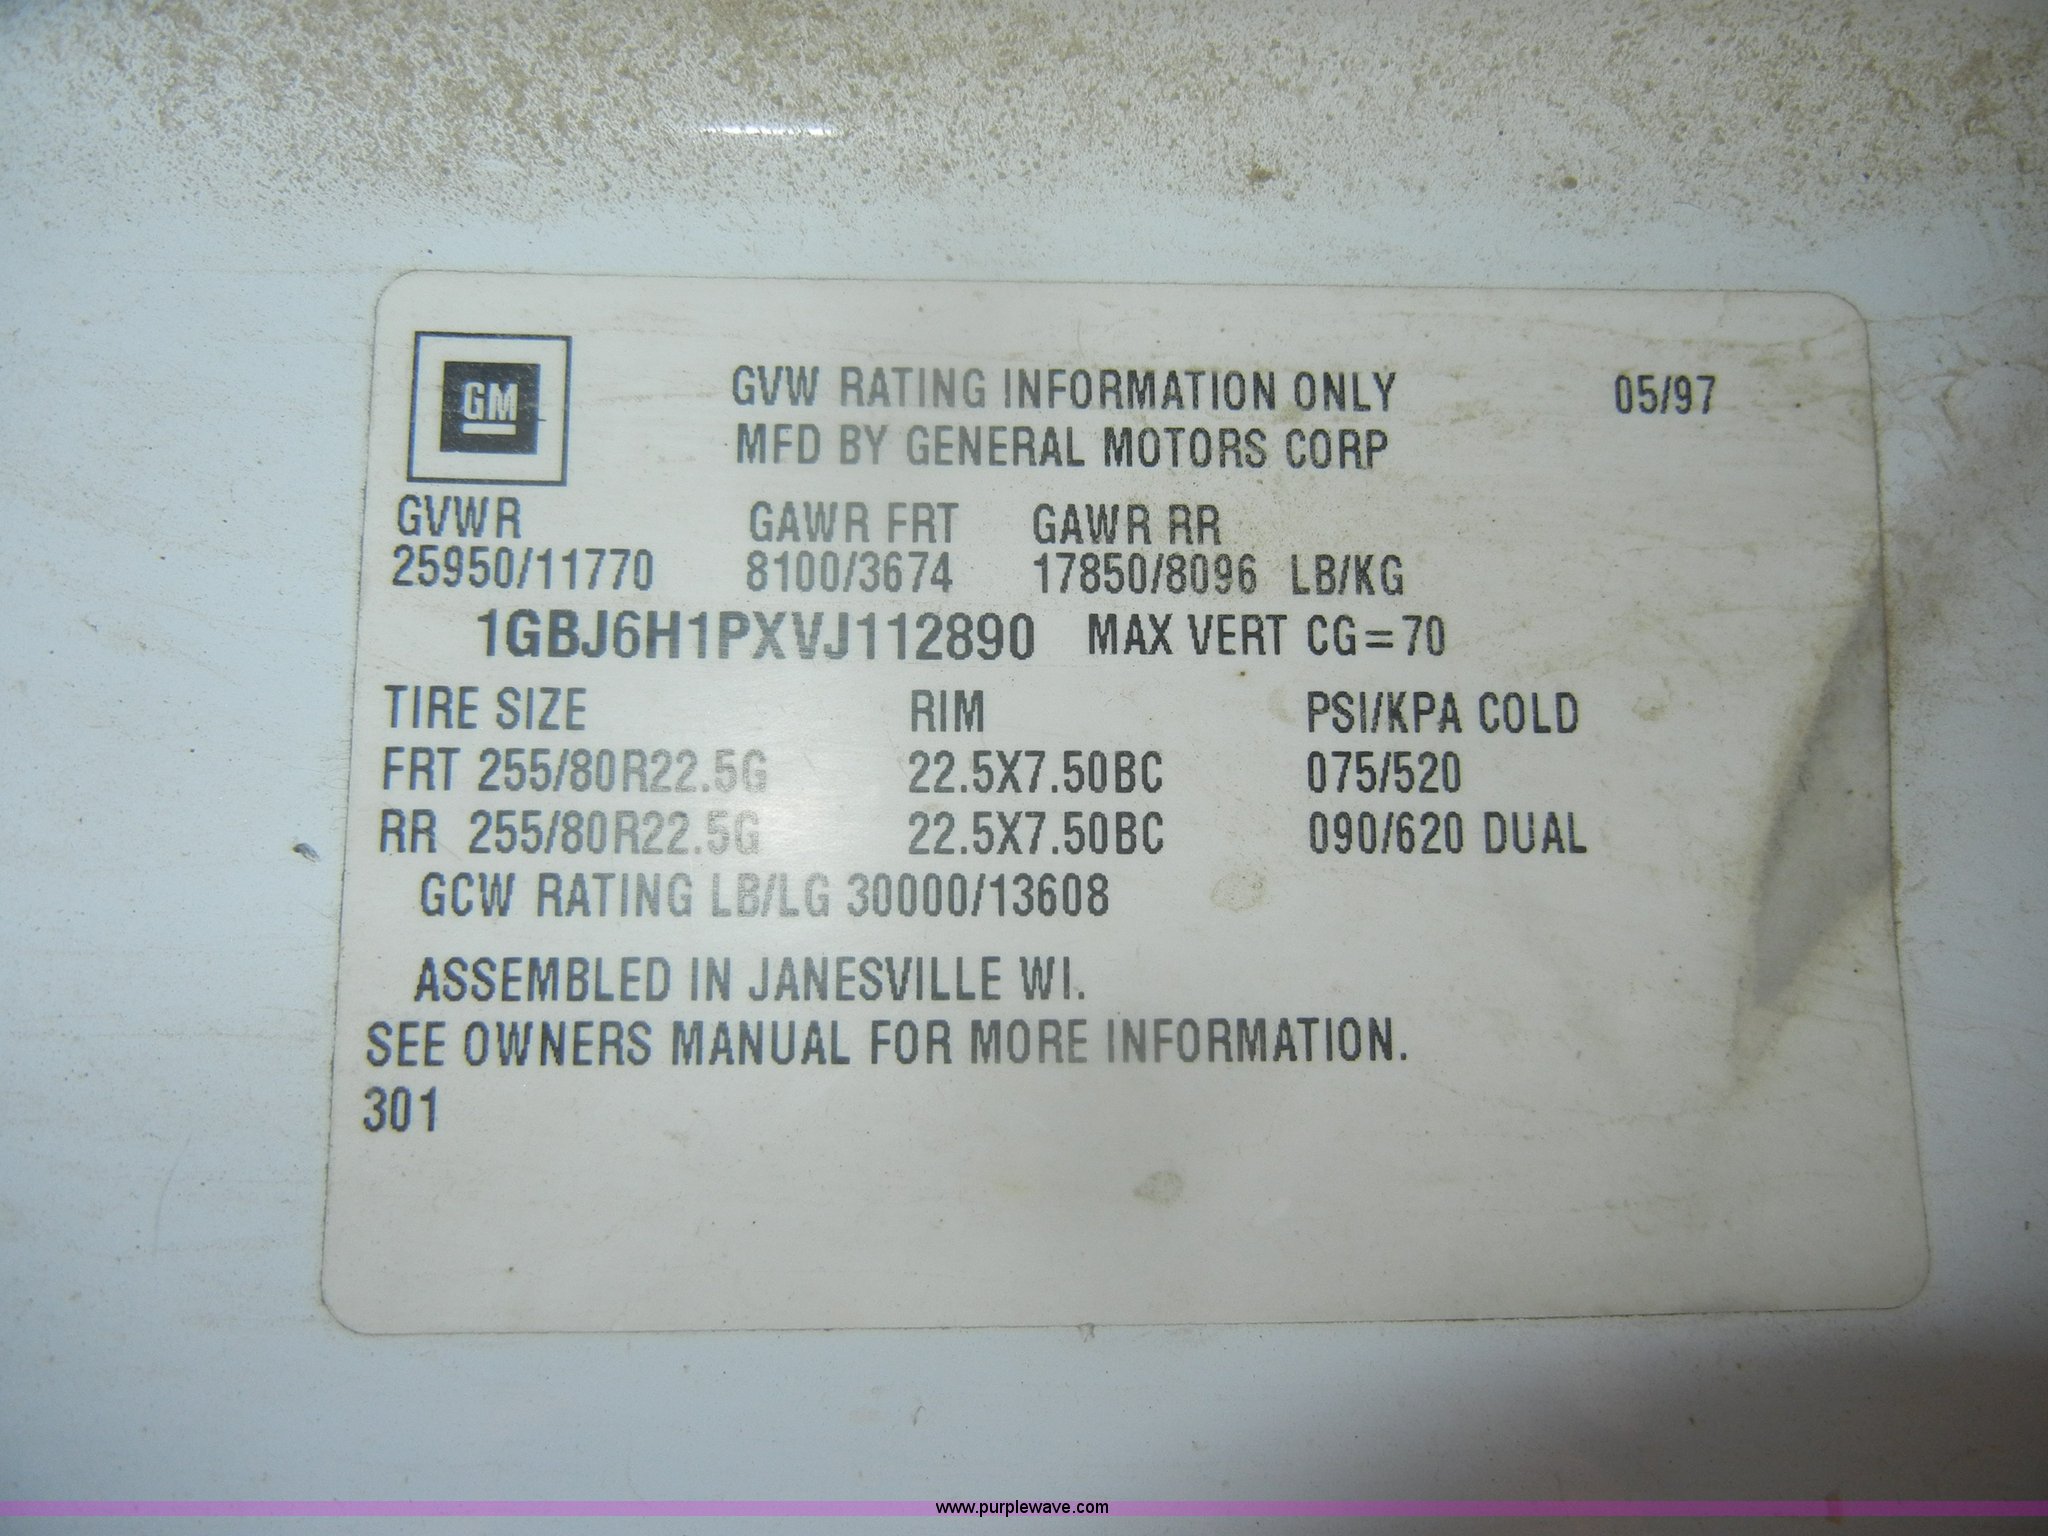 GM
GVW RATING INFORMATION ONLY 05/97
MFD BY GENERAL MOTORS CORP
GVWR GAWR FRT GAWR RR
25950/11770 8100/3674 17850/8096 LB/KG
1GBJ6H1PXVJ112890 MAX VERT CG=70
TIRE SIZE RIM PSI/KPA COLD
FRT 255/80R22.5G 22.5X7.50BC 075/520
RR 255/80R22.5G 22.5X7.50BC 090/620 DUAL
GCW RATING LB/LG 30000/13608
ASSEMBLED IN JANESVILLE WI.
SEE OWNERS MANUAL FOR MORE INFORMATION.
301
www.purplewave.com